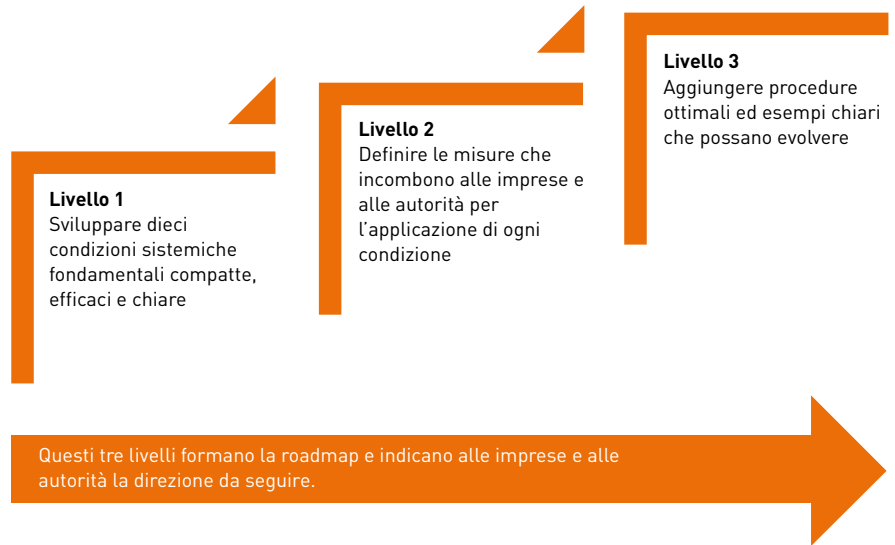 Livello 1
Sviluppare dieci
condizioni sistemiche
fondamentali compatte,
efficaci e chiare
Livello 2
Definire le misure che
incombono alle imprese e
alle autorità per
l'applicazione di ogni
condizione
Livello 3
Aggiungere procedure
ottimali ed esempi chiari
che possano evolvere
Questi tre livelli formano la roadmap e indicano alle imprese e alle
autorità la direzione da seguire.